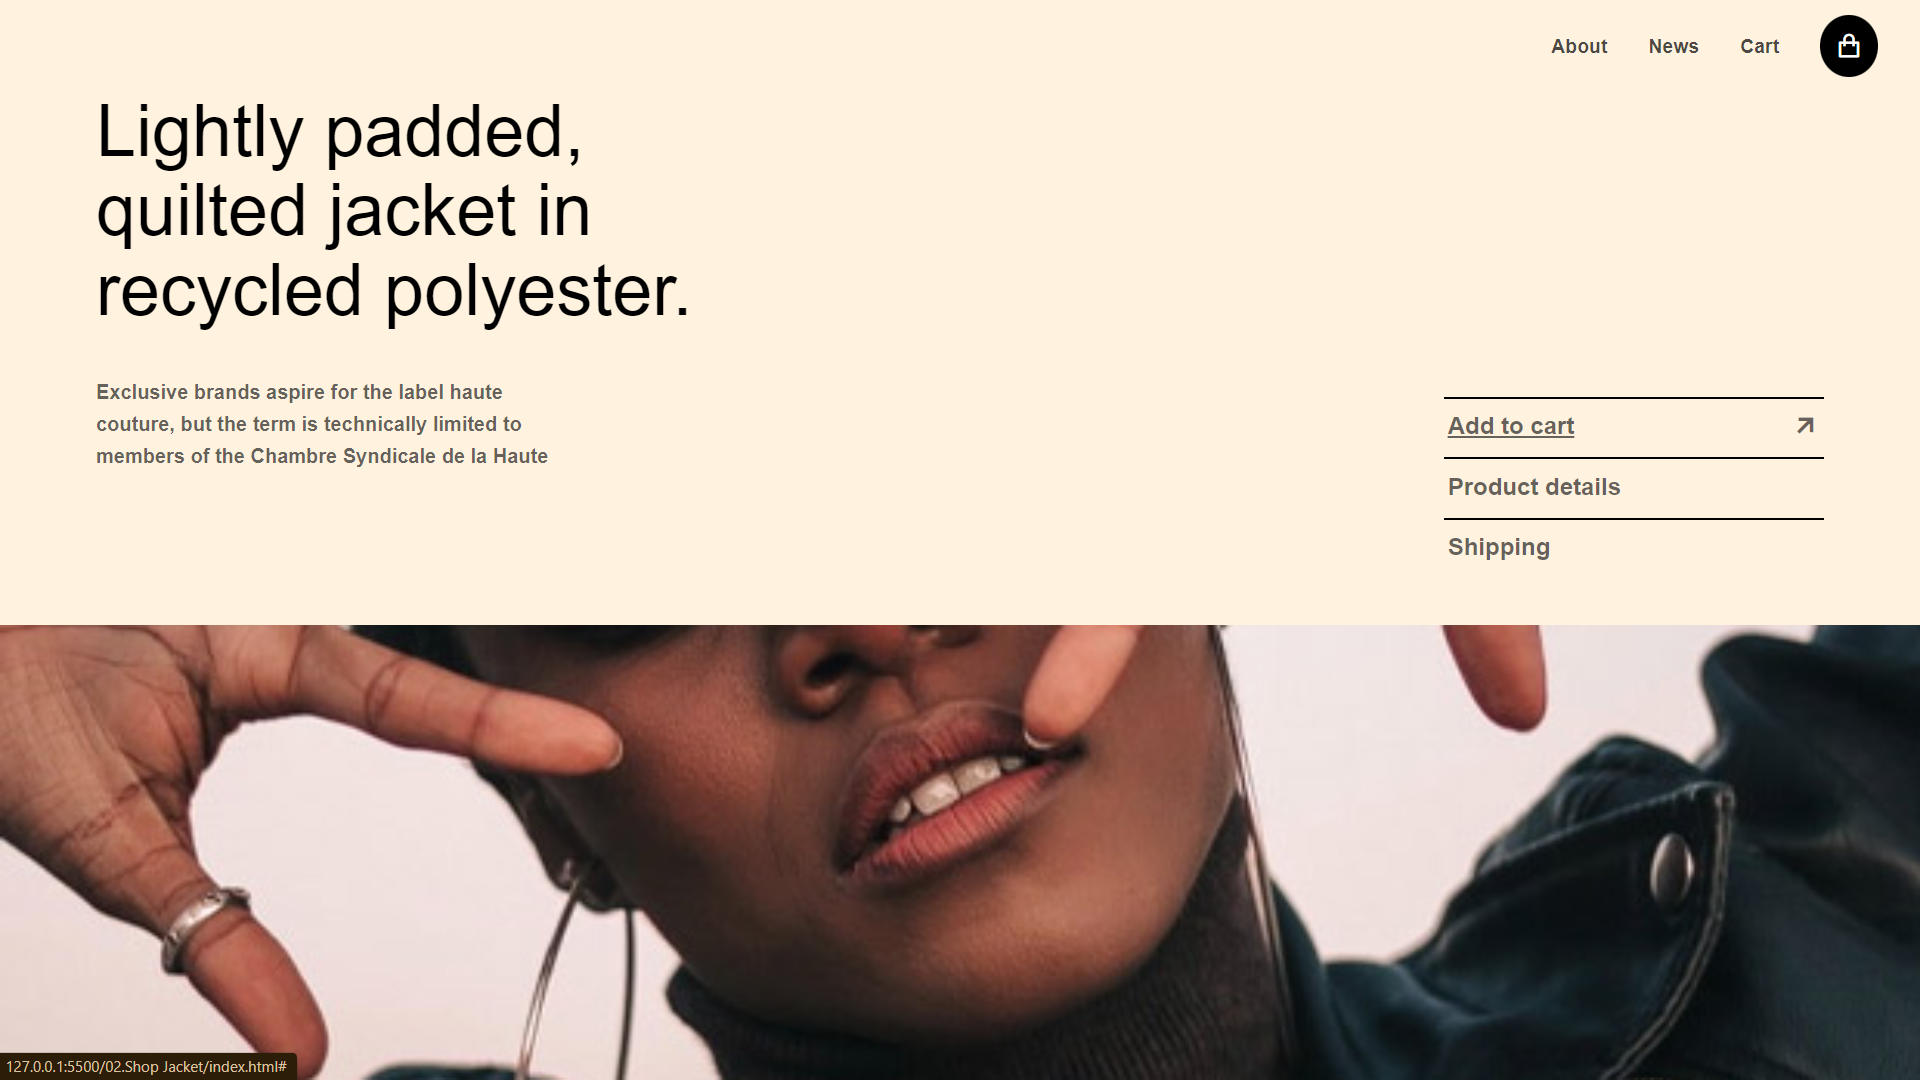 About
News
Cart
Lightly padded,
quilted jacket in
recycled polyester.
Exclusive brands aspire for the label haute
couture, but the term is technically limited to
members of the Chambre Syndicale de la Haute
Add to cart
Product details
Shipping
127.0.0.1:5500/02.Shop Jacket/index.html#